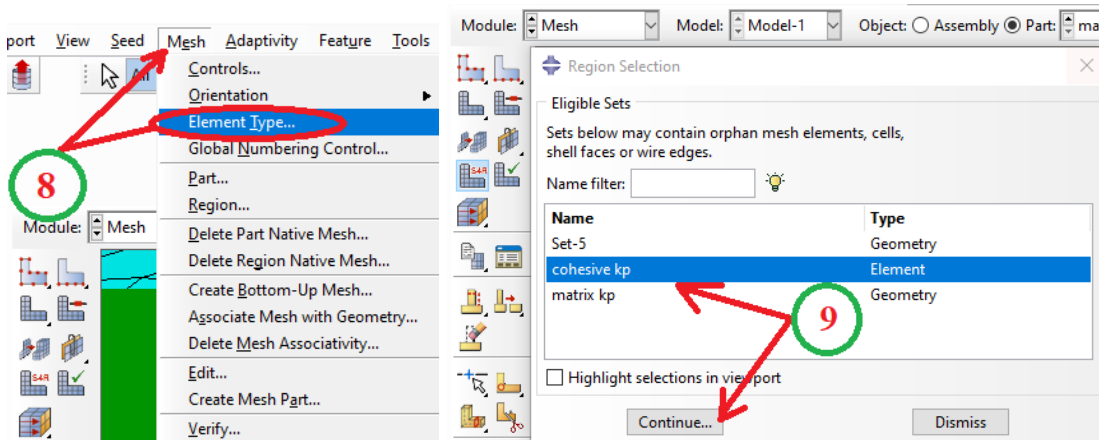 port View Seed Mesh Adaptivity Feature Tools
All
Controls...
Orientation
Element Type...
Global Numbering Control...
8
Part...
Region...
Module: Mesh
Delete Part Native Mesh...
Delete Region Native Mesh...
Create Bottom-Up Mesh...
Associate Mesh with Geometry...
Delete Mesh Associativity...
S4R
Edit...
Create Mesh Part...
Verify...
Module: Mesh Model: Model-1 Object: Assembly Part: ma
Region Selection
Eligible Sets
Sets below may contain orphan mesh elements, cells,
shell faces or wire edges.
S4R
Name filter:
Name Type
Set-5 Geometry
cohesive kp Element
matrix kp Geometry
9
Highlight selections in viewport
Continue... Dismiss